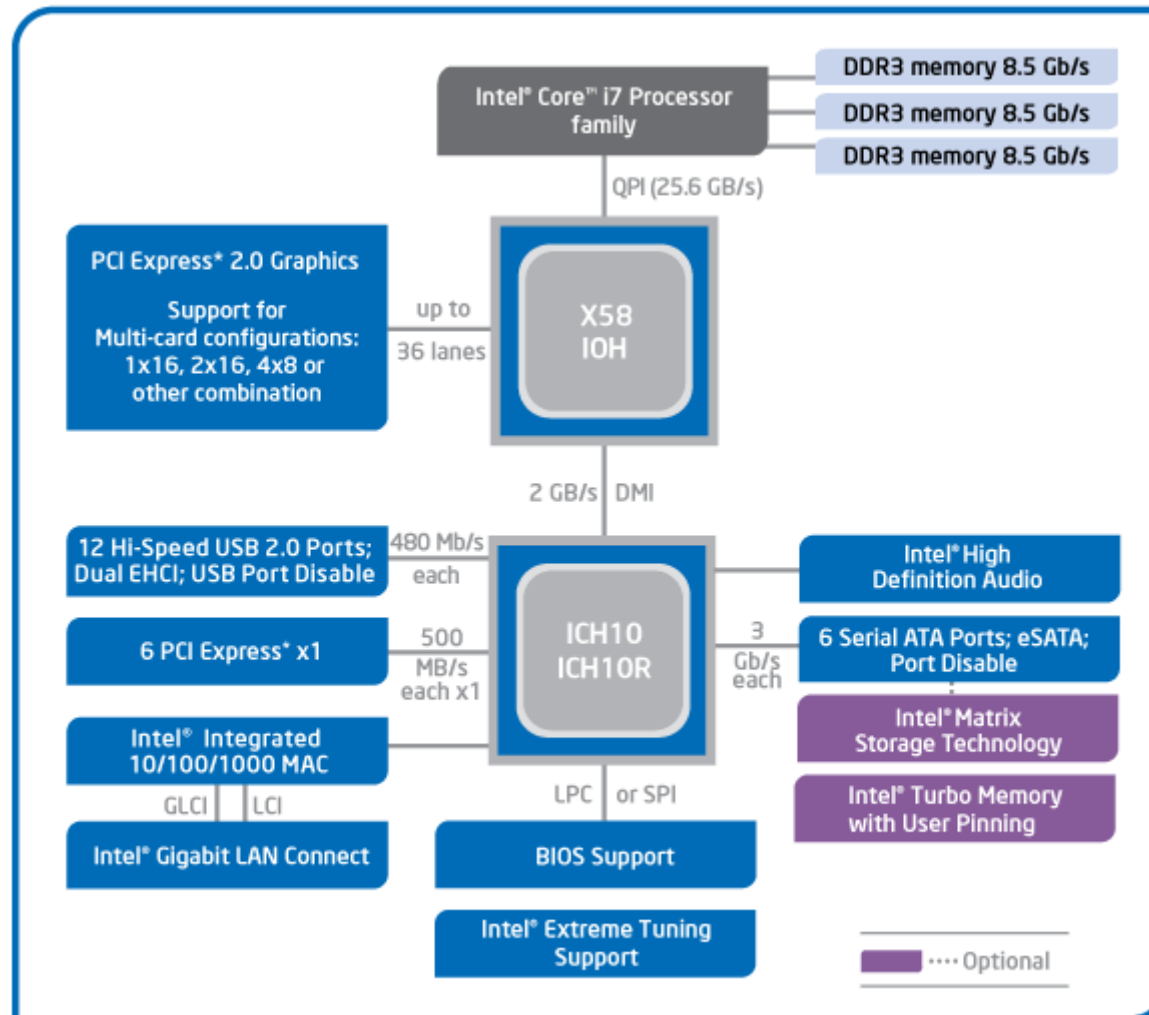 Intel® Core™ i7 Processor
family
DDR3 memory 8.5 Gb/s
DDR3 memory 8.5 Gb/s
DDR3 memory 8.5 Gb/s
QPI (25.6 GB/s)
PCI Express* 2.0 Graphics
Support for
Multi-card configurations:
1x16, 2x16, 4x8 or
other combination
up to
36 lanes
X58
IOH
2 GB/s DMI
12 Hi-Speed USB 2.0 Ports;
Dual EHCI; USB Port Disable
480 Mb/s
each
6 PCI Express* x1
500
MB/s
each x1
ICH10
ICH10R
Intel® High
Definition Audio
3
Gb/s
each
6 Serial ATA Ports; eSATA;
Port Disable
Intel® Matrix
Storage Technology
Intel® Turbo Memory
with User Pinning
Intel® Integrated
10/100/1000 MAC
GLCI LCI
Intel® Gigabit LAN Connect
LPC or SPI
BIOS Support
Intel® Extreme Tuning
Support
···· Optional